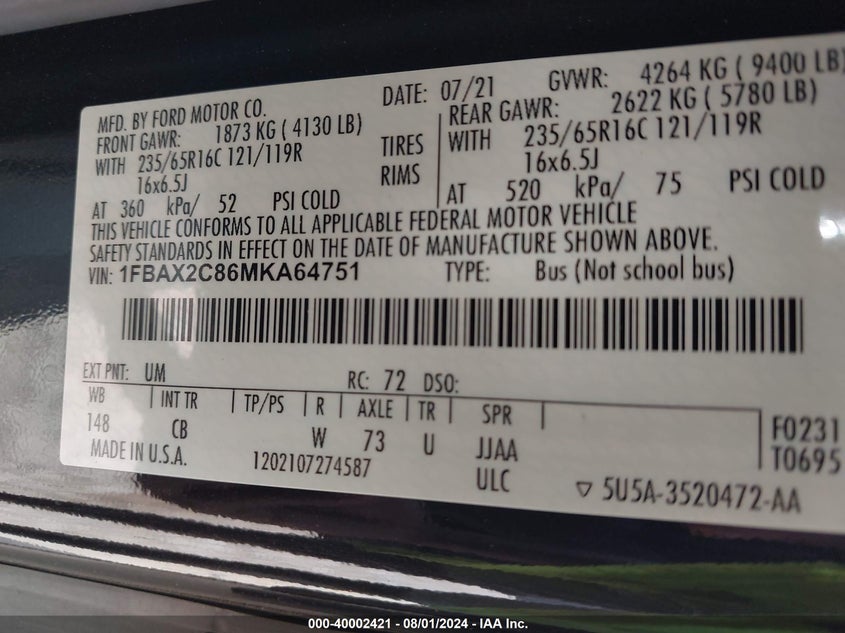 MFD. BY FORD MOTOR CO. DATE: 07/21 GVWR: 4264 KG ( 9400 LB)
FRONT GAWR: 1873 KG ( 4130 LB) REAR GAWR: 2622 KG ( 5780 LB)
WITH 235/65R16C 121/119R TIRES WITH 235/65R16C 121/119R
16x6.5J RIMS 16x6.5J
AT 360 kPa/ 52 PSI COLD AT 520 kPa/ 75 PSI COLD
THIS VEHICLE CONFORMS TO ALL APPLICABLE FEDERAL MOTOR VEHICLE
SAFETY STANDARDS IN EFFECT ON THE DATE OF MANUFACTURE SHOWN ABOVE.
VIN: 1FBAX2C86MKA64751 TYPE: Bus (Not school bus)
EXT PNT: UM RC: 72 DSO:
WB INT TR TP/PS R AXLE TR SPR
148 CB W 73 U JJAA F0231
MADE IN U.S.A. 1202107274587 ULC T0695
▽ 5U5A-3520472-AA
000-40002421 - 08/01/2024 - IAA Inc.